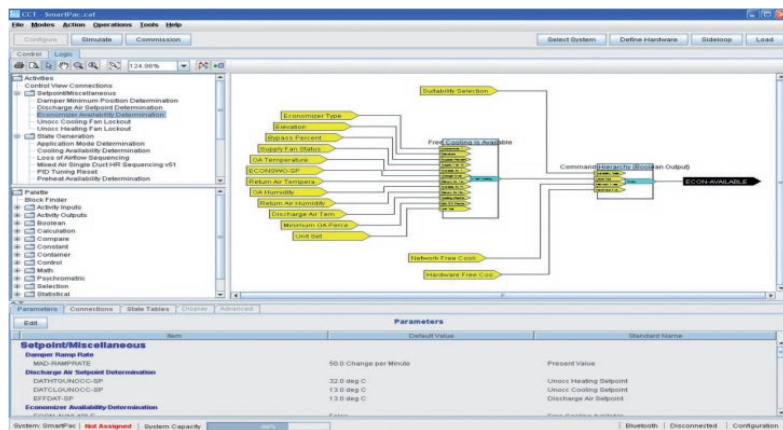 CCT - SmartPac.caf
File Modes Action Operations Tools Help
Configure Simulate Commission Select System Define Hardware Sideloop Load
Control Logic
124.98%
Activities
Control View Connections
Setpoint/Miscellaneous
Damper Minimum Position Determination
Discharge Air Setpoint Determination
Economizer Availability Determination
Unocc Cooling Fan Lockout
Unocc Heating Fan Lockout
State Generation
Application Mode Determination
Cooling Availability Determination
Loss of Airflow Sequencing
Mixed Air Single Duct HR Sequencing v51
PID Tuning Reset
Preheat Availability Determination
Palette
Block Finder
Activity Inputs
Activity Outputs
Boolean
Calculation
Compare
Constant
Container
Control
Math
Psychrometric
Selection
Statistical
Suitability Selection
Economizer Type
Elevation
Bypass Percent
Supply Fan Status
OA Temperature
ECONSWO-SP
Return Air Tempera
OA Humidity
Return Air Humidity
Discharge Air Tem
Minimum OA Perce
Unit Set
Free Cooling is Available
Command Hierarchy (Boolean Output)
ECON-AVAILABLE
Network Free Cooli
Hardware Free Coo
Parameters Connections State Tables Display Advanced
Edit Parameters
Item Default Value Standard Name
Setpoint/Miscellaneous
Damper Ramp Rate
MAD-RAMPRATE 50.0 Change per Minute Present Value
Discharge Air Setpoint Determination
DATHTGUNOCC-SP 32.0 deg C Unocc Heating Setpoint
DATCLGUNOCC-SP 13.0 deg C Unocc Cooling Setpoint
EFFDAT-SP 13.0 deg C Discharge Air Setpoint
Economizer Availability Determination
System: SmartPac Not Assigned System Capacity Bluetooth Disconnected Configuration